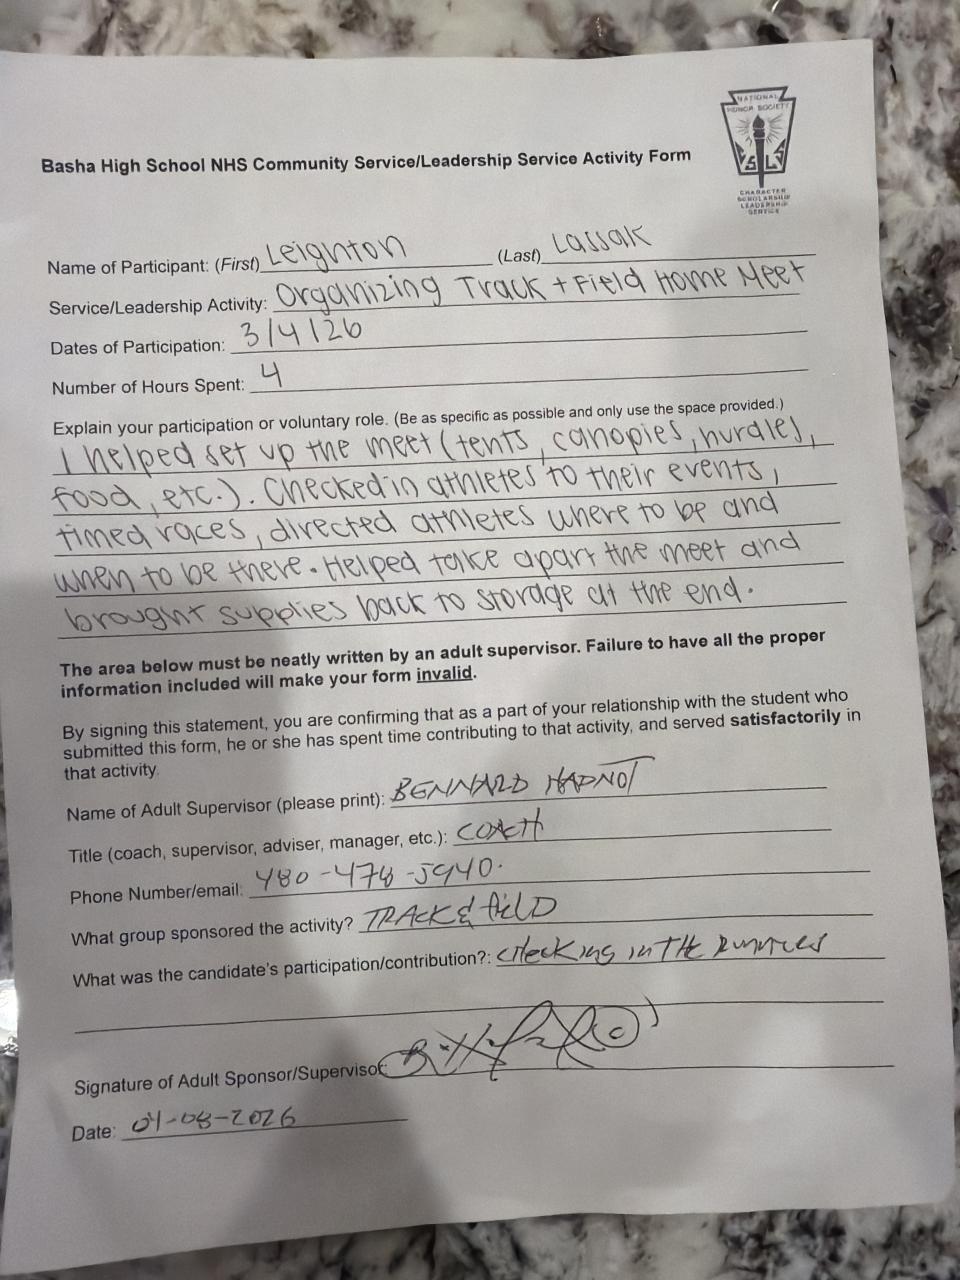 NATIONAL
HONOR SOCIETY
S L S
CHARACTER
SCHOLARSHIP
LEADERSHIP
SERVICE
Basha High School NHS Community Service/Leadership Service Activity Form
Name of Participant: (First) Leighton (Last) Lassak
Service/Leadership Activity: Organizing Track + Field Home Meet
Dates of Participation: 3/4/26
Number of Hours Spent: 4
Explain your participation or voluntary role. (Be as specific as possible and only use the space provided.)
I helped set up the meet (tents, canopies, hurdles,
food, etc.). Checked in athletes to their events,
timed races, directed athletes where to be and
when to be there. Helped take apart the meet and
brought supplies back to storage at the end.
The area below must be neatly written by an adult supervisor. Failure to have all the proper
information included will make your form invalid.
By signing this statement, you are confirming that as a part of your relationship with the student who
submitted this form, he or she has spent time contributing to that activity, and served satisfactorily in
that activity.
Name of Adult Supervisor (please print): BENNARD HADNOT
Title (coach, supervisor, adviser, manager, etc.): COACH
Phone Number/email: 480-478-5940.
What group sponsored the activity? TRACK & field
What was the candidate's participation/contribution?: checking in the runners
Signature of Adult Sponsor/Supervisor:
Date: 04-08-2026